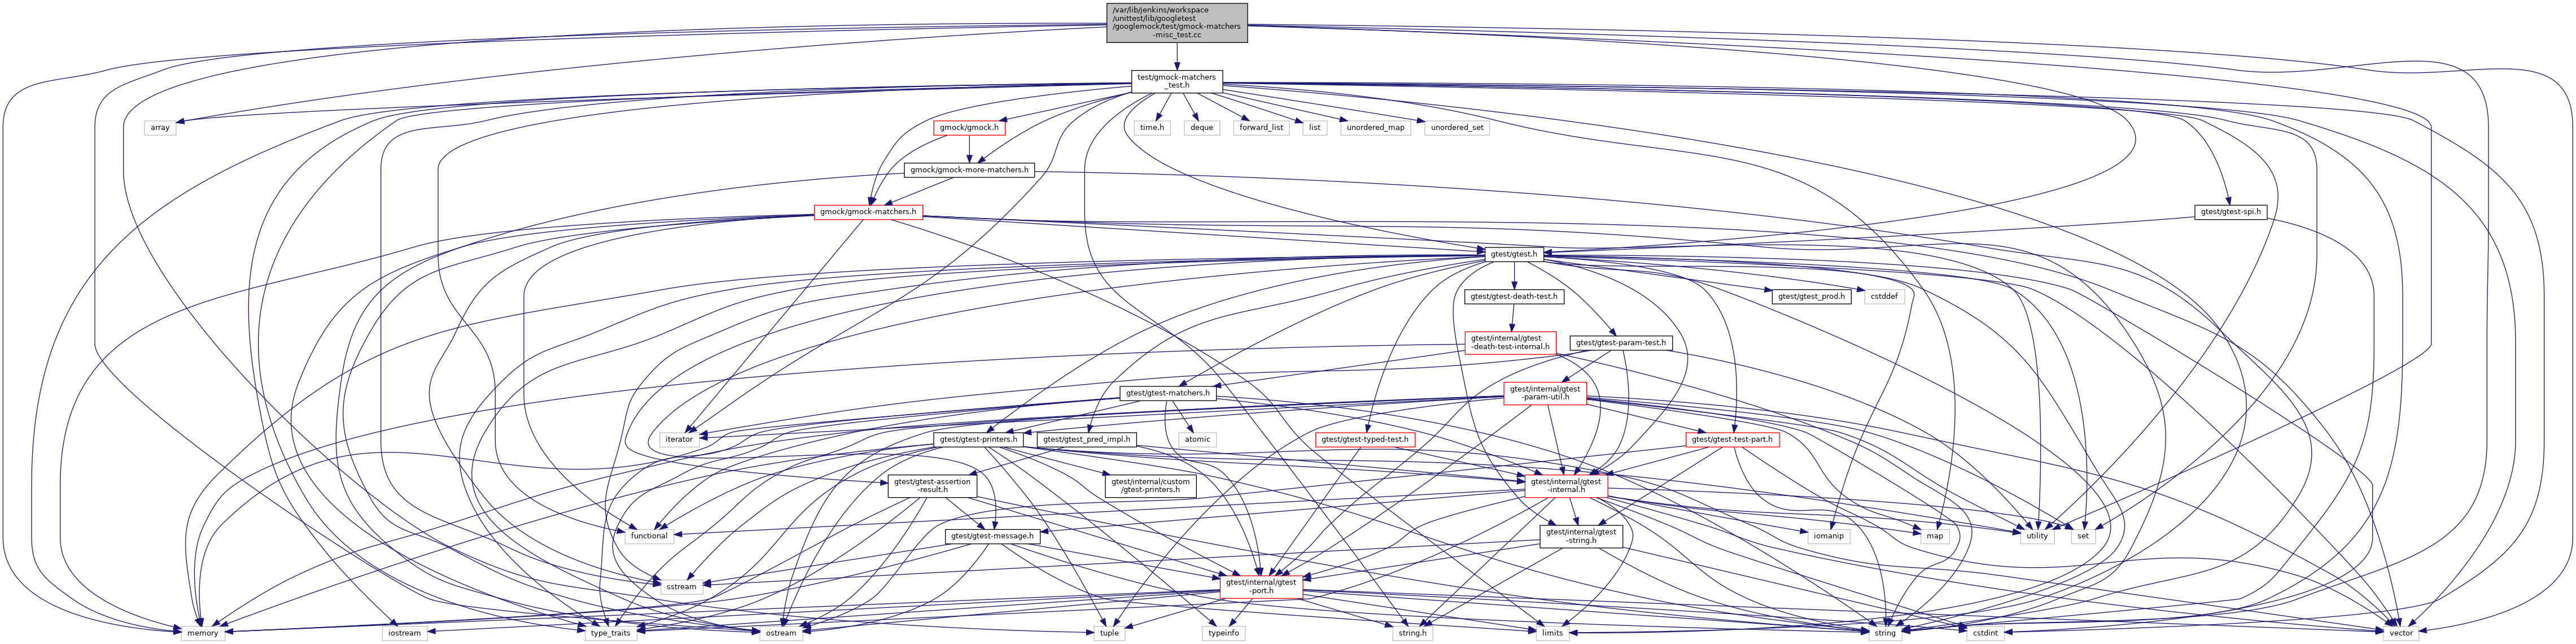 /var/lib/jenkins/workspace
/unittest/lib/googletest
/googlemock/test/gmock-matchers
-misc_test.cc
test/gmock-matchers
_test.h
array
gmock/gmock.h
time.h
deque
forward_list
list
unordered_map
unordered_set
gmock/gmock-more-matchers.h
gmock/gmock-matchers.h
gtest/gtest-spi.h
gtest/gtest.h
gtest/gtest-death-test.h
gtest/gtest_prod.h
cstddef
gtest/internal/gtest
-death-test-internal.h
gtest/gtest-param-test.h
gtest/gtest-matchers.h
gtest/internal/gtest
-param-util.h
iterator
gtest/gtest-printers.h
gtest/gtest_pred_impl.h
atomic
gtest/gtest-typed-test.h
gtest/gtest-test-part.h
gtest/gtest-assertion
-result.h
gtest/internal/custom
/gtest-printers.h
gtest/internal/gtest
-internal.h
functional
gtest/gtest-message.h
gtest/internal/gtest
-string.h
iomanip
map
utility
set
sstream
gtest/internal/gtest
-port.h
memory
iostream
type_traits
ostream
tuple
typeinfo
string.h
limits
string
cstdint
vector